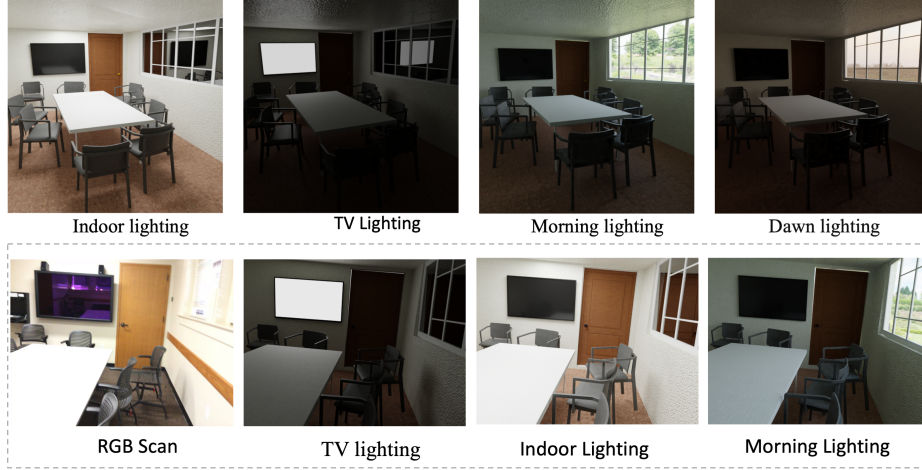 Indoor lighting
TV Lighting
Morning lighting
Dawn lighting
RGB Scan
TV lighting
Indoor Lighting
Morning Lighting